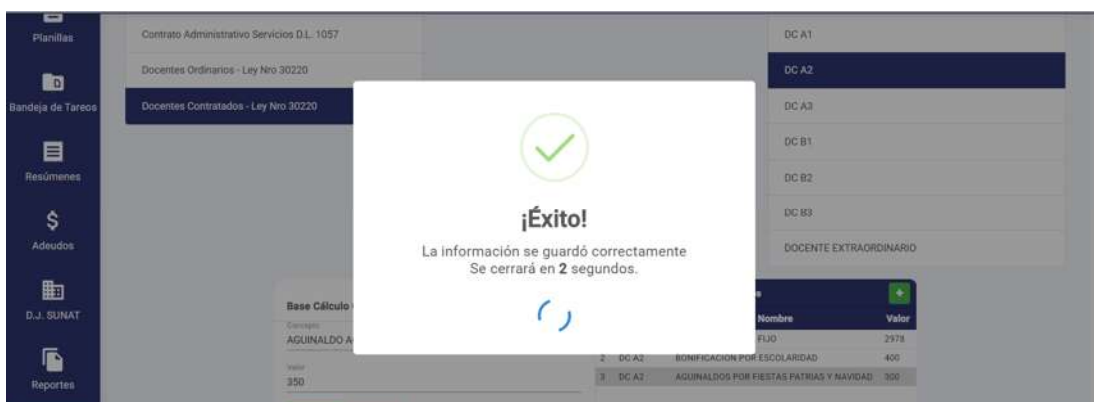 Planillas
Bandeja de Tareos
Resúmenes
Adeudos
D.J. SUNAT
Reportes
Contrato Administrativo Servicios D.L. 1057
Docentes Ordinarios - Ley Nro 30220
Docentes Contratados - Ley Nro 30220
DC A1
DC A2
DC A3
DC B1
DC B2
DC B3
DOCENTE EXTRAORDINARIO
¡Éxito!
La información se guardó correctamente
Se cerrará en 2 segundos.
Base Cálculo
Concepto
AGUINALDO A
Valor
350
Nombre Valor
FIJO 2978
2 DC A2 BONIFICACION POR ESCOLARIDAD 400
3 DC A2 AGUINALDOS POR FIESTAS PATRIAS Y NAVIDAD 300